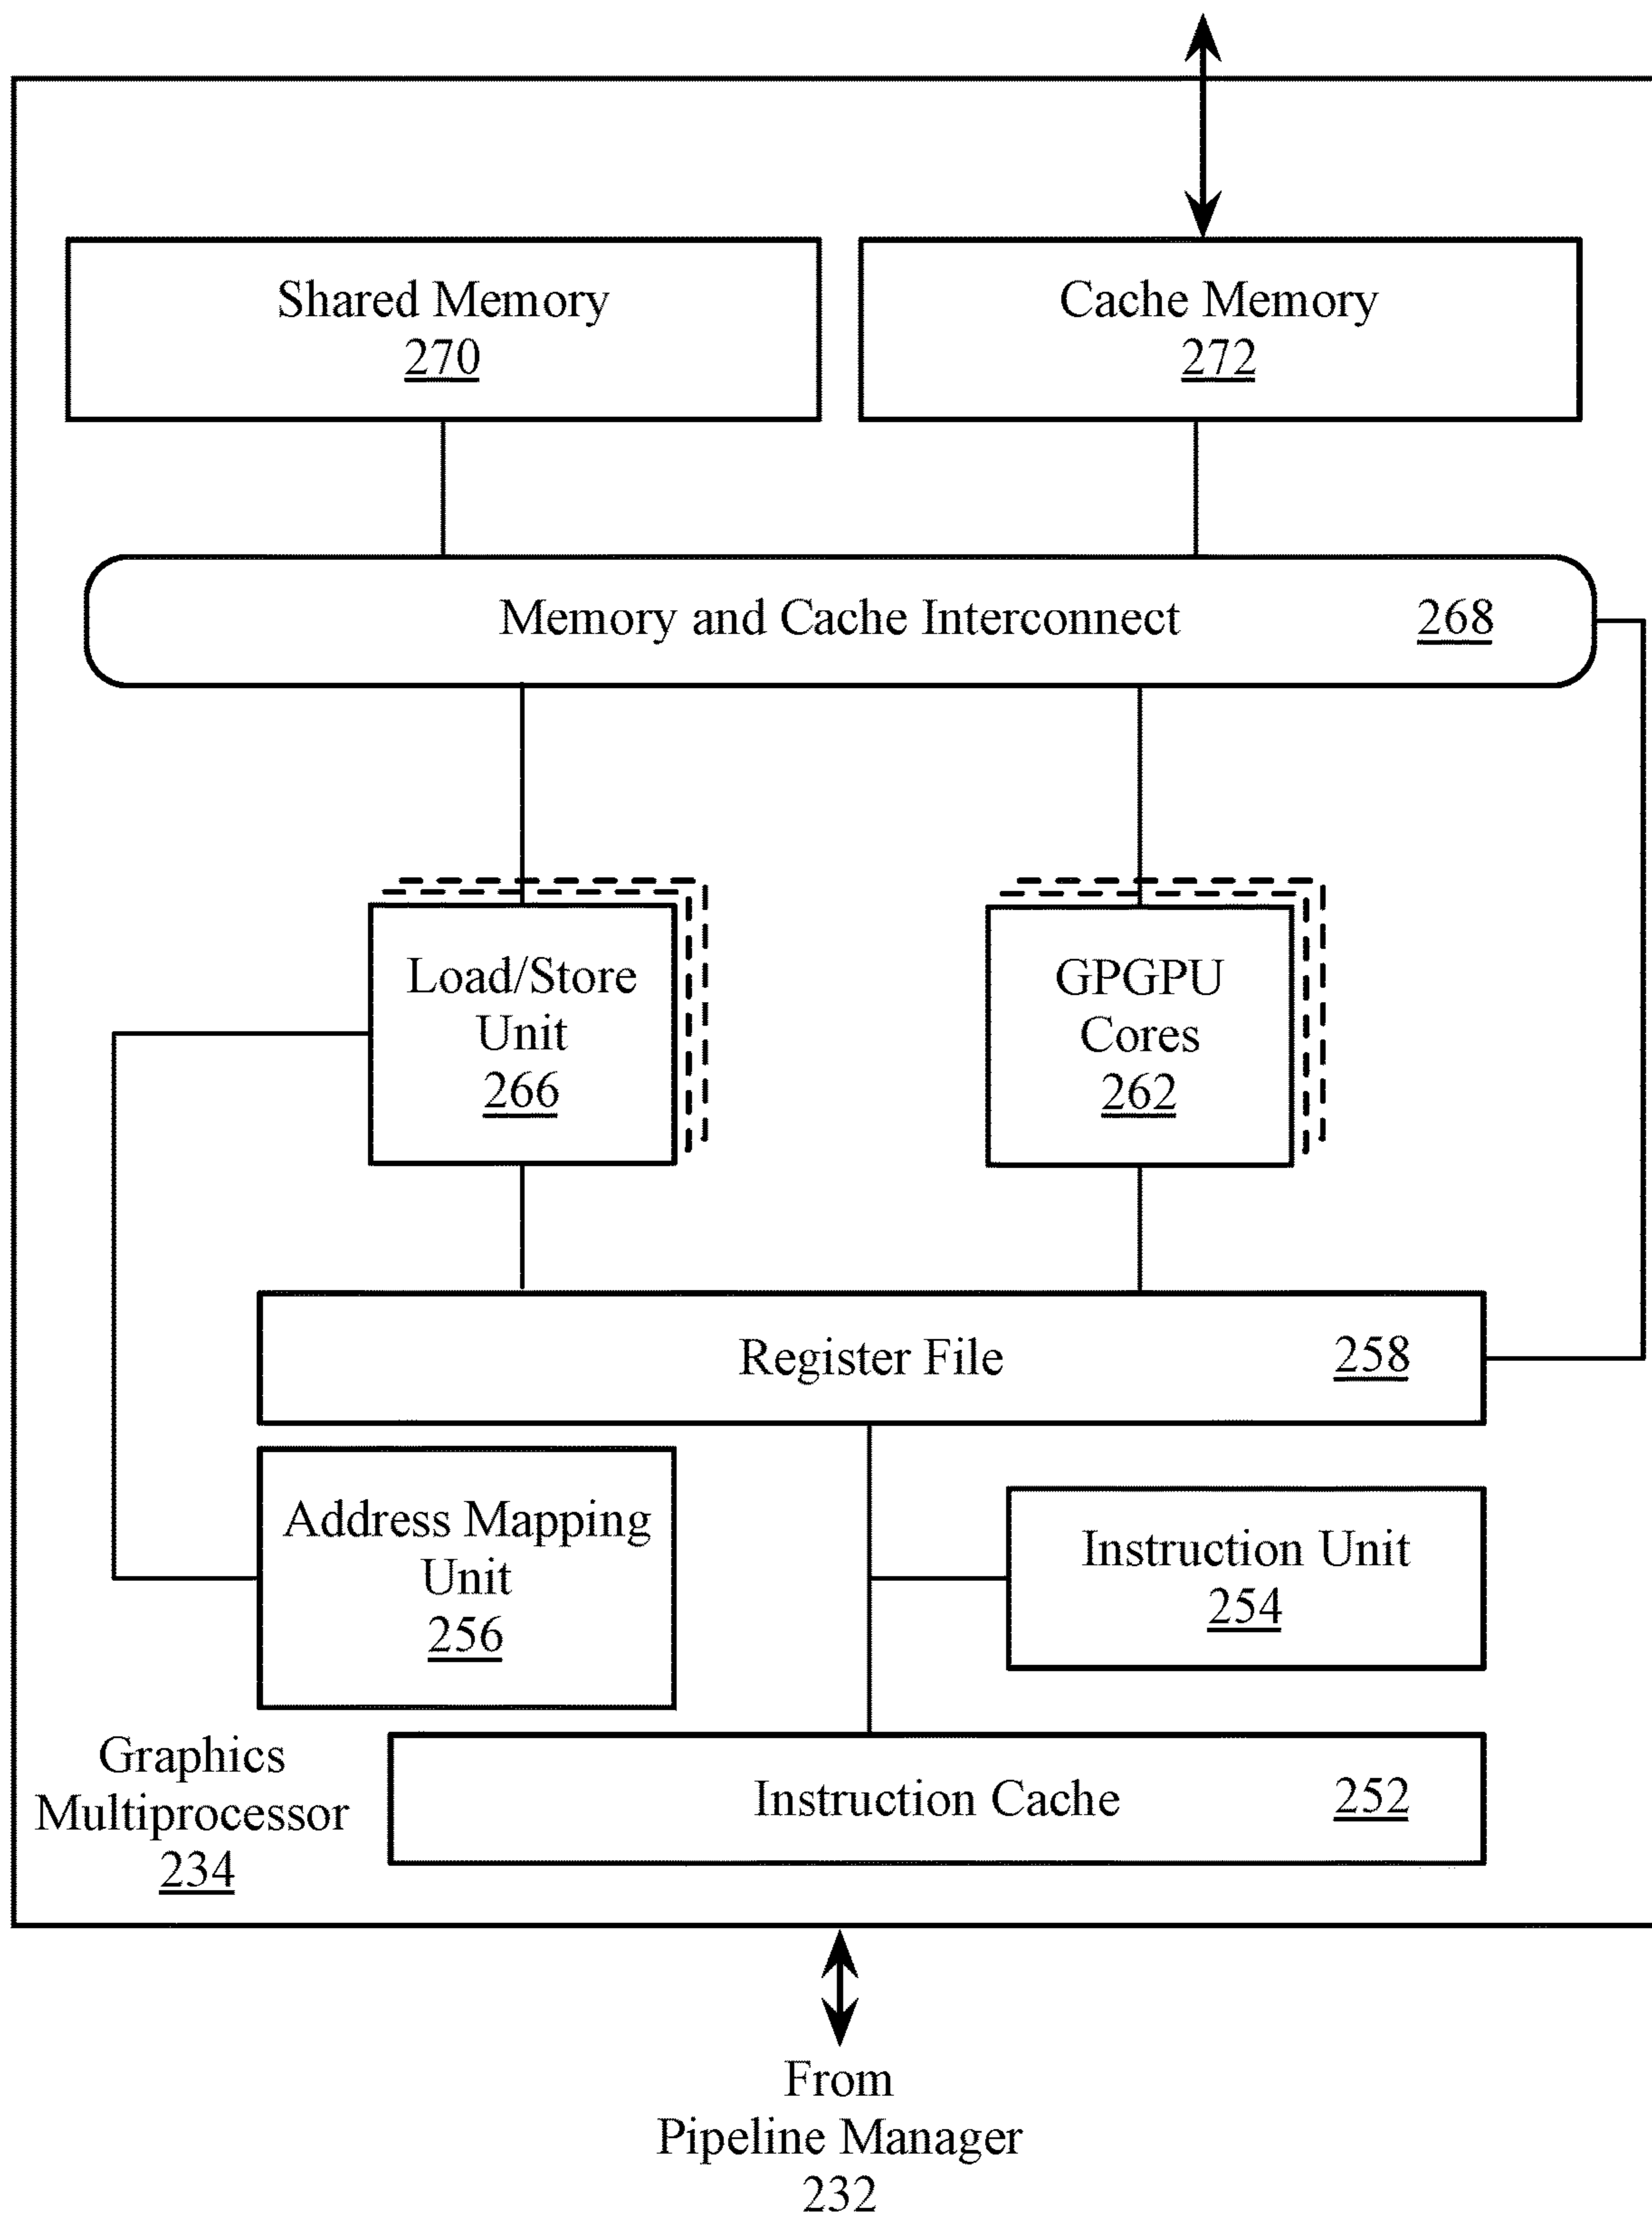 Shared Memory
270
Cache Memory
272
Memory and Cache Interconnect 268
Load/Store
Unit
266
GPGPU
Cores
262
Register File 258
Address Mapping
Unit
256
Instruction Unit
254
Graphics
Multiprocessor
234
Instruction Cache 252
From
Pipeline Manager
232